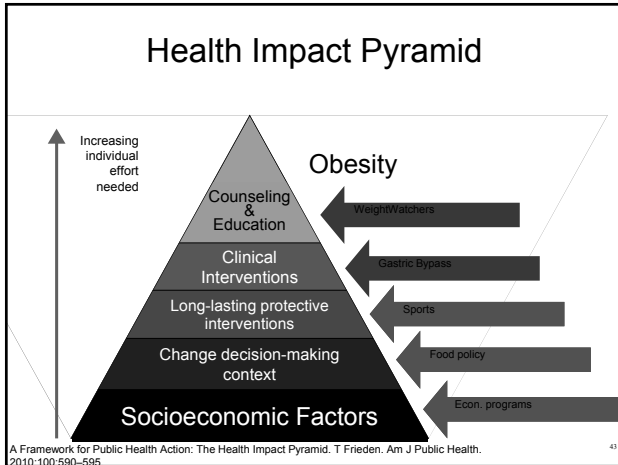 Health Impact Pyramid
Increasing
individual
effort
needed
Obesity
Counseling
&
Education
WeightWatchers
Clinical
Interventions
Gastric Bypass
Long-lasting protective
interventions
Sports
Change decision-making
context
Food policy
Socioeconomic Factors
Econ. programs
A Framework for Public Health Action: The Health Impact Pyramid. T Frieden. Am J Public Health.
2010;100:590–595
43